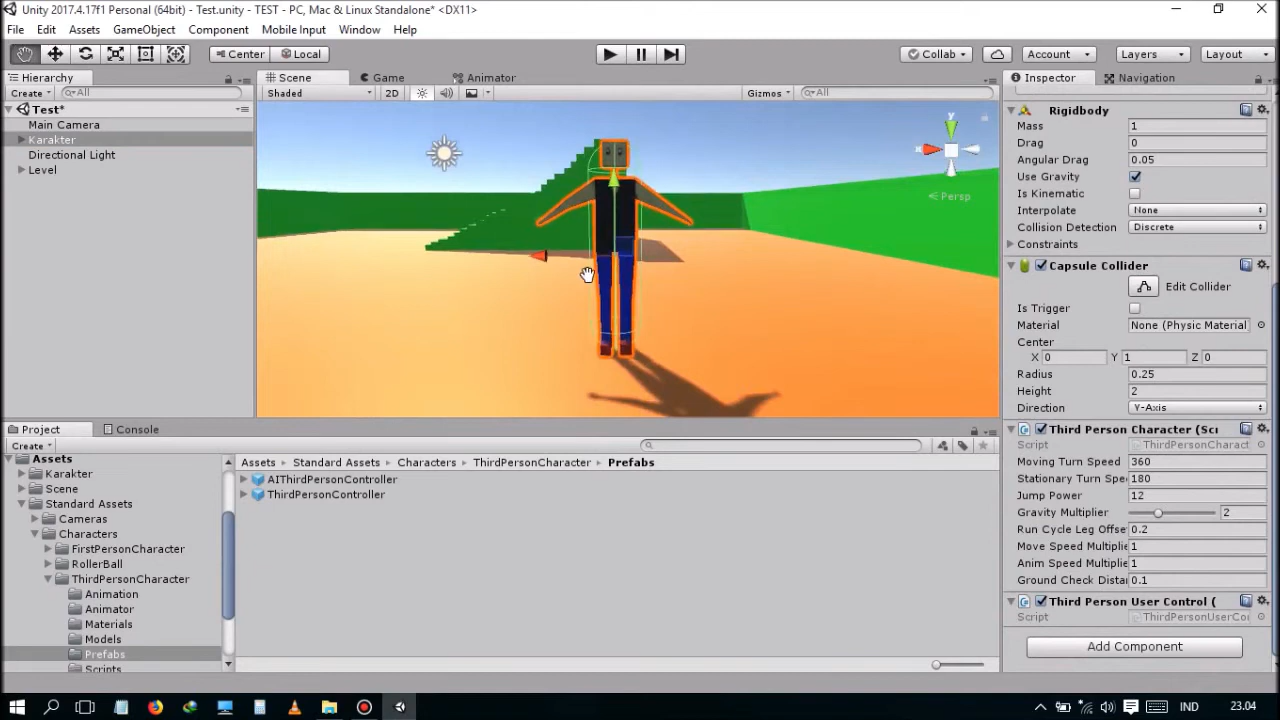 Unity 2017.4.17f1 Personal (64bit) - Test.unity - TEST - PC, Mac & Linux Standalone* <DX11>
File Edit Assets GameObject Component Mobile Input Window Help
Center Local Collab Account Layers Layout
Hierarchy
Create All
Test*
Main Camera
Karakter
Directional Light
Level
Scene Game Animator
Shaded 2D Gizmos All
y
x
Persp
Inspector Navigation
Rigidbody
Mass 1
Drag 0
Angular Drag 0.05
Use Gravity
Is Kinematic
Interpolate None
Collision Detection Discrete
Constraints
Capsule Collider
Edit Collider
Is Trigger
Material None (Physic Material
Center
X 0 Y 1 Z 0
Radius 0.25
Height 2
Direction Y-Axis
Third Person Character (Scr
Script ThirdPersonCharact
Moving Turn Speed 360
Stationary Turn Spe 180
Jump Power 12
Gravity Multiplier 2
Run Cycle Leg Offse 0.2
Move Speed Multiplie 1
Anim Speed Multiplie 1
Ground Check Distan 0.1
Third Person User Control (
Script ThirdPersonUserCon
Add Component
Project Console
Create
Assets
Karakter
Scene
Standard Assets
Cameras
Characters
FirstPersonCharacter
RollerBall
ThirdPersonCharacter
Animation
Animator
Materials
Models
Prefabs
Scripts
Assets Standard Assets Characters ThirdPersonCharacter Prefabs
AIThirdPersonController
ThirdPersonController
IND 23.04